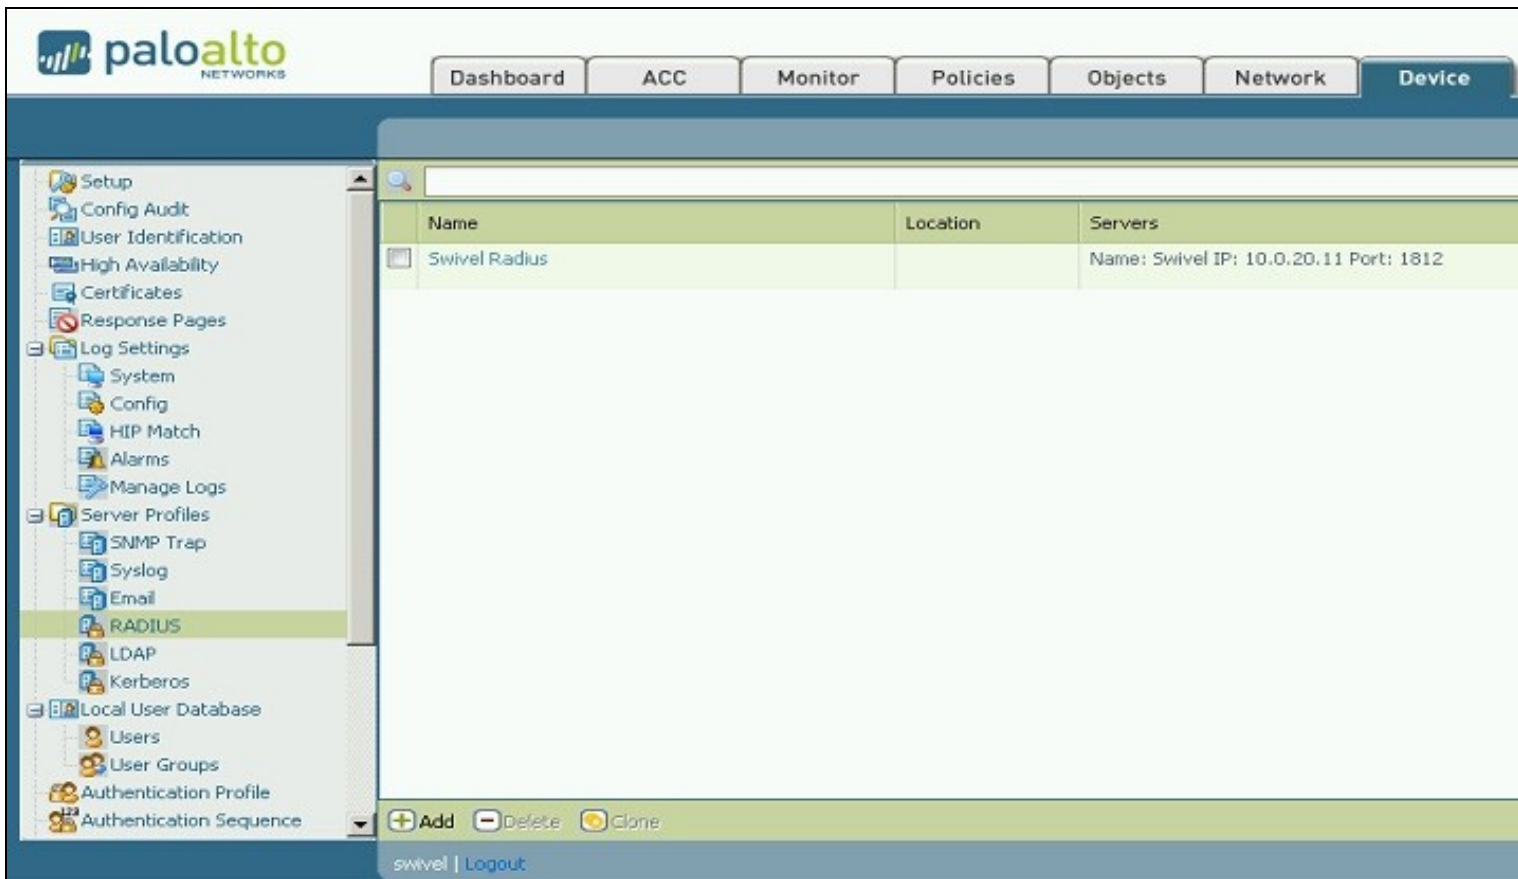 paloalto
NETWORKS
Dashboard
ACC
Monitor
Policies
Objects
Network
Device
Setup
Config Audit
User Identification
High Availability
Certificates
Response Pages
Log Settings
System
Config
HIP Match
Alarms
Manage Logs
Server Profiles
SNMP Trap
Syslog
Email
RADIUS
LDAP
Kerberos
Local User Database
Users
User Groups
Authentication Profile
Authentication Sequence
Name
Location
Servers
Swivel Radius
Name: Swivel IP: 10.0.20.11 Port: 1812
Add
Delete
Clone
swivel | Logout